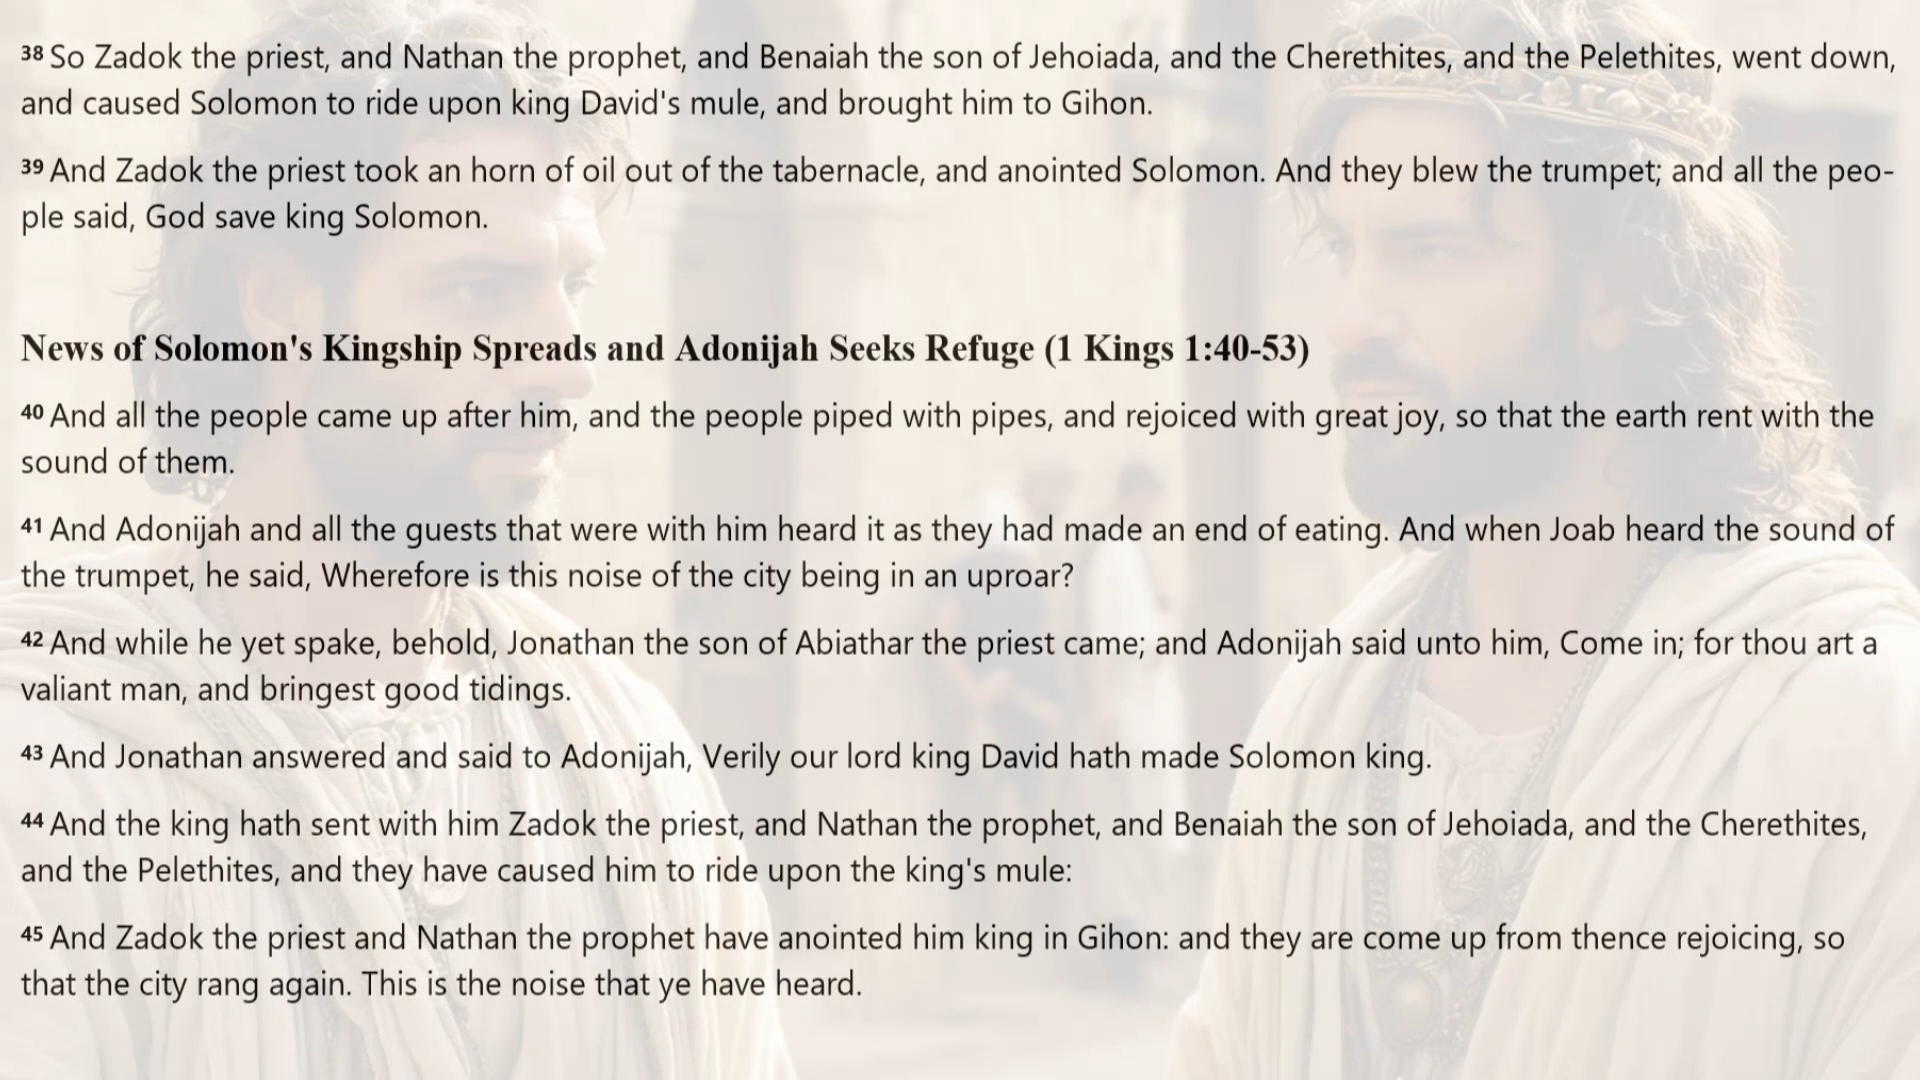 38 So Zadok the priest, and Nathan the prophet, and Benaiah the son of Jehoiada, and the Cherethites, and the Pelethites, went down,
and caused Solomon to ride upon king David's mule, and brought him to Gihon.
39 And Zadok the priest took an horn of oil out of the tabernacle, and anointed Solomon. And they blew the trumpet; and all the peo-
ple said, God save king Solomon.
News of Solomon's Kingship Spreads and Adonijah Seeks Refuge (1 Kings 1:40-53)
40 And all the people came up after him, and the people piped with pipes, and rejoiced with great joy, so that the earth rent with the
sound of them.
41 And Adonijah and all the guests that were with him heard it as they had made an end of eating. And when Joab heard the sound of
the trumpet, he said, Wherefore is this noise of the city being in an uproar?
42 And while he yet spake, behold, Jonathan the son of Abiathar the priest came; and Adonijah said unto him, Come in; for thou art a
valiant man, and bringest good tidings.
43 And Jonathan answered and said to Adonijah, Verily our lord king David hath made Solomon king.
44 And the king hath sent with him Zadok the priest, and Nathan the prophet, and Benaiah the son of Jehoiada, and the Cherethites,
and the Pelethites, and they have caused him to ride upon the king's mule:
45 And Zadok the priest and Nathan the prophet have anointed him king in Gihon: and they are come up from thence rejoicing, so
that the city rang again. This is the noise that ye have heard.